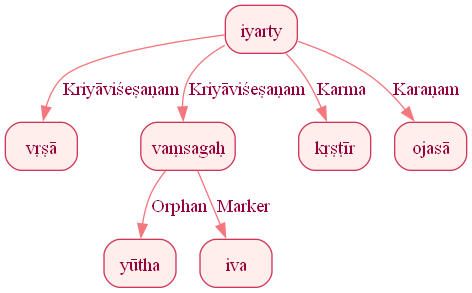 iyarty
Kriyāviśeṣaṇam Kriyāviśeṣaṇam Karma Karaṇam
vṛṣā vaṃsagaḥ kṛṣṭīr ojasā
Orphan Marker
yūtha iva